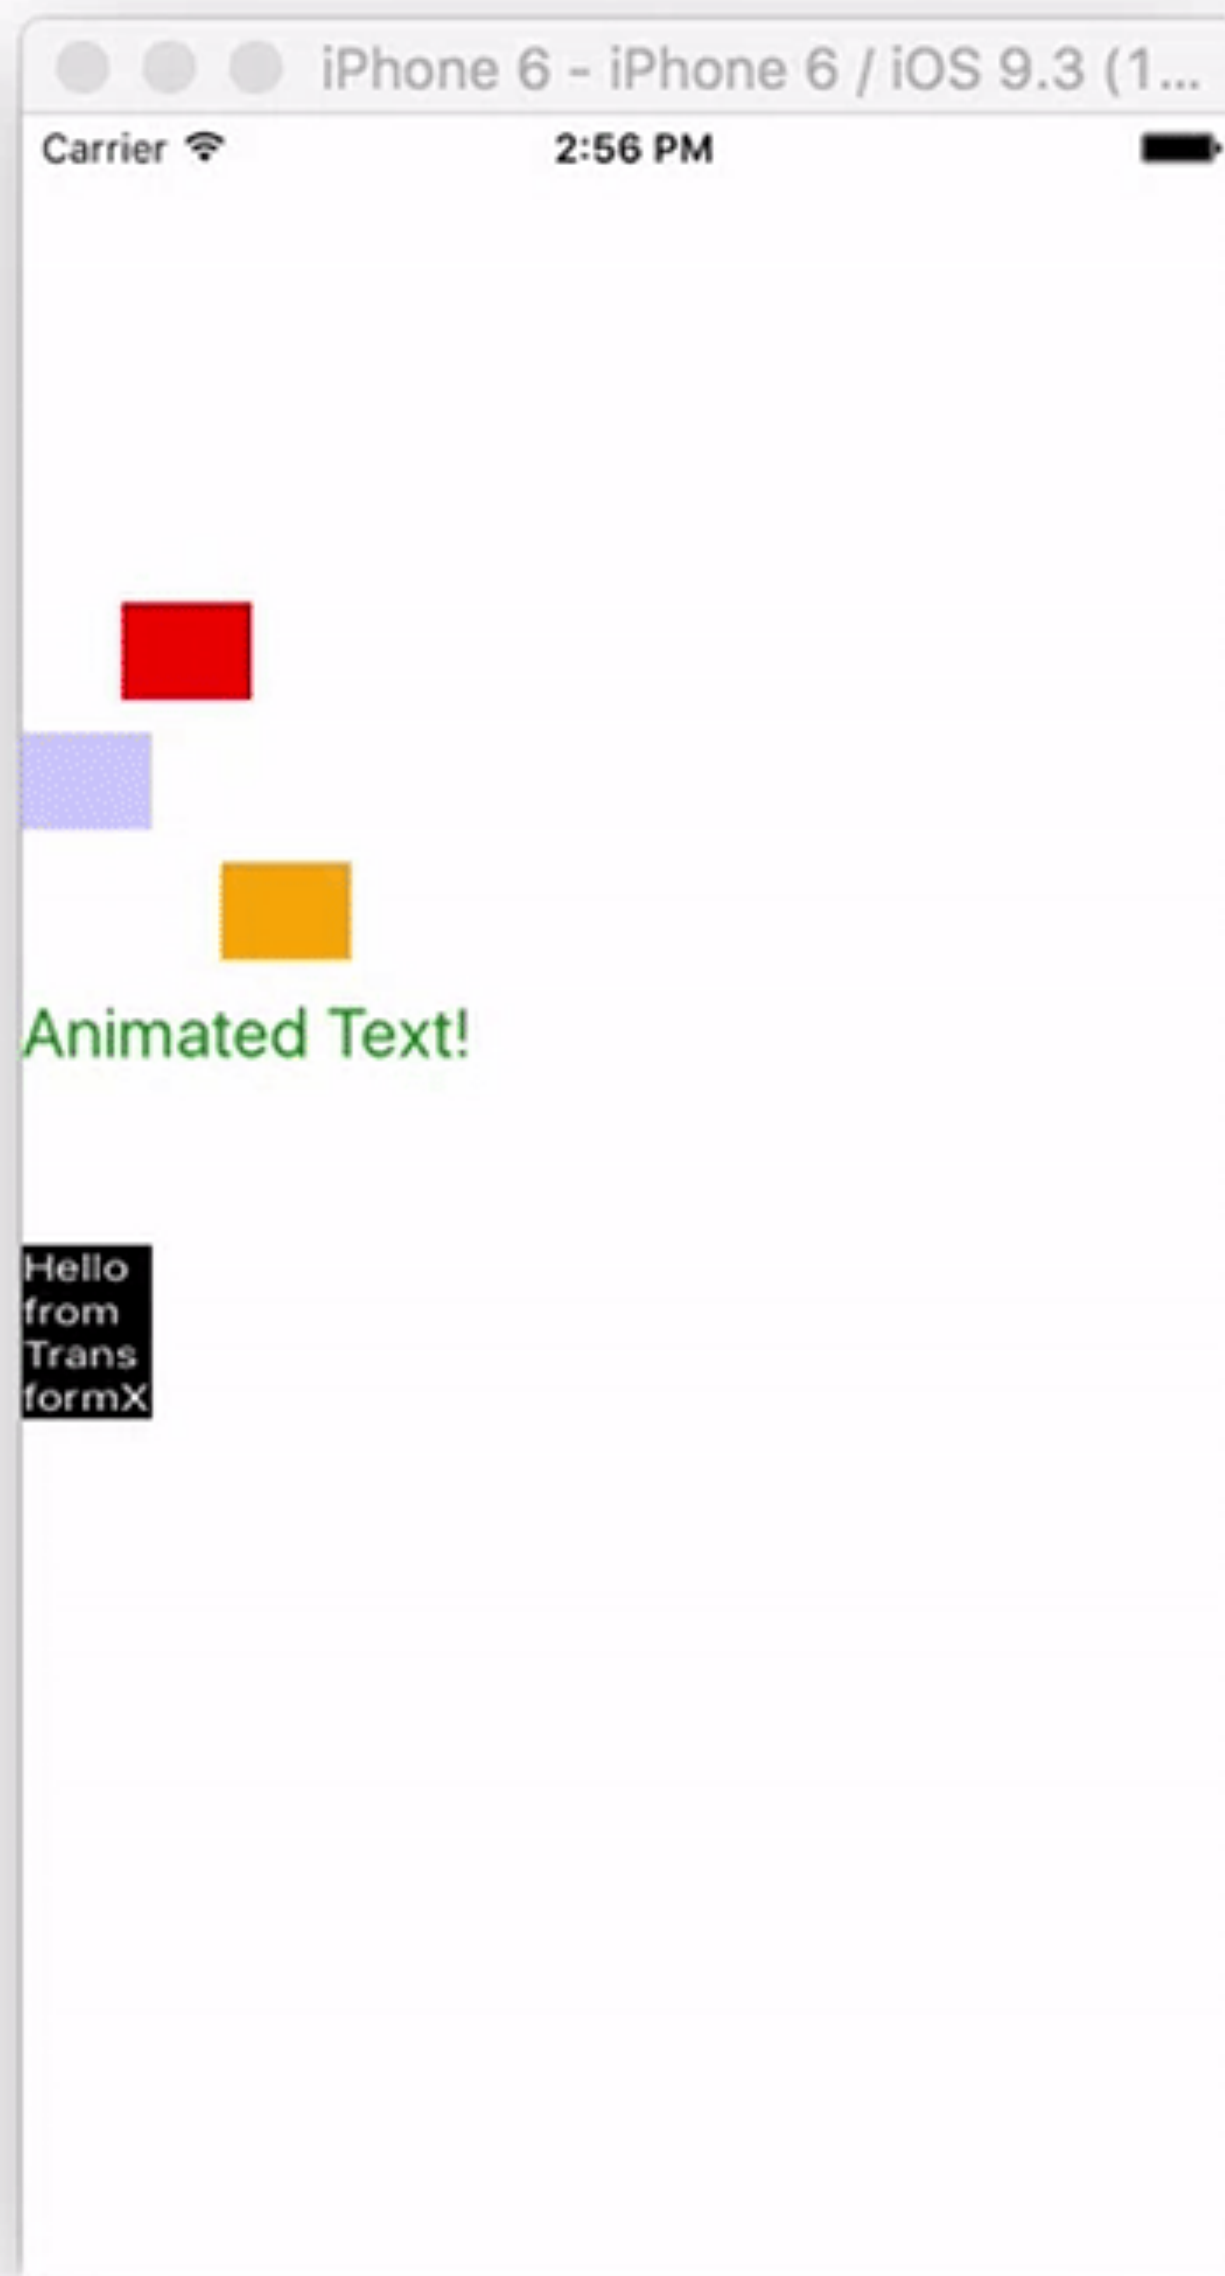 iPhone 6 - iPhone 6 / iOS 9.3 (1...
Carrier 2:56 PM
Animated Text!
Hello
from
Trans
formX